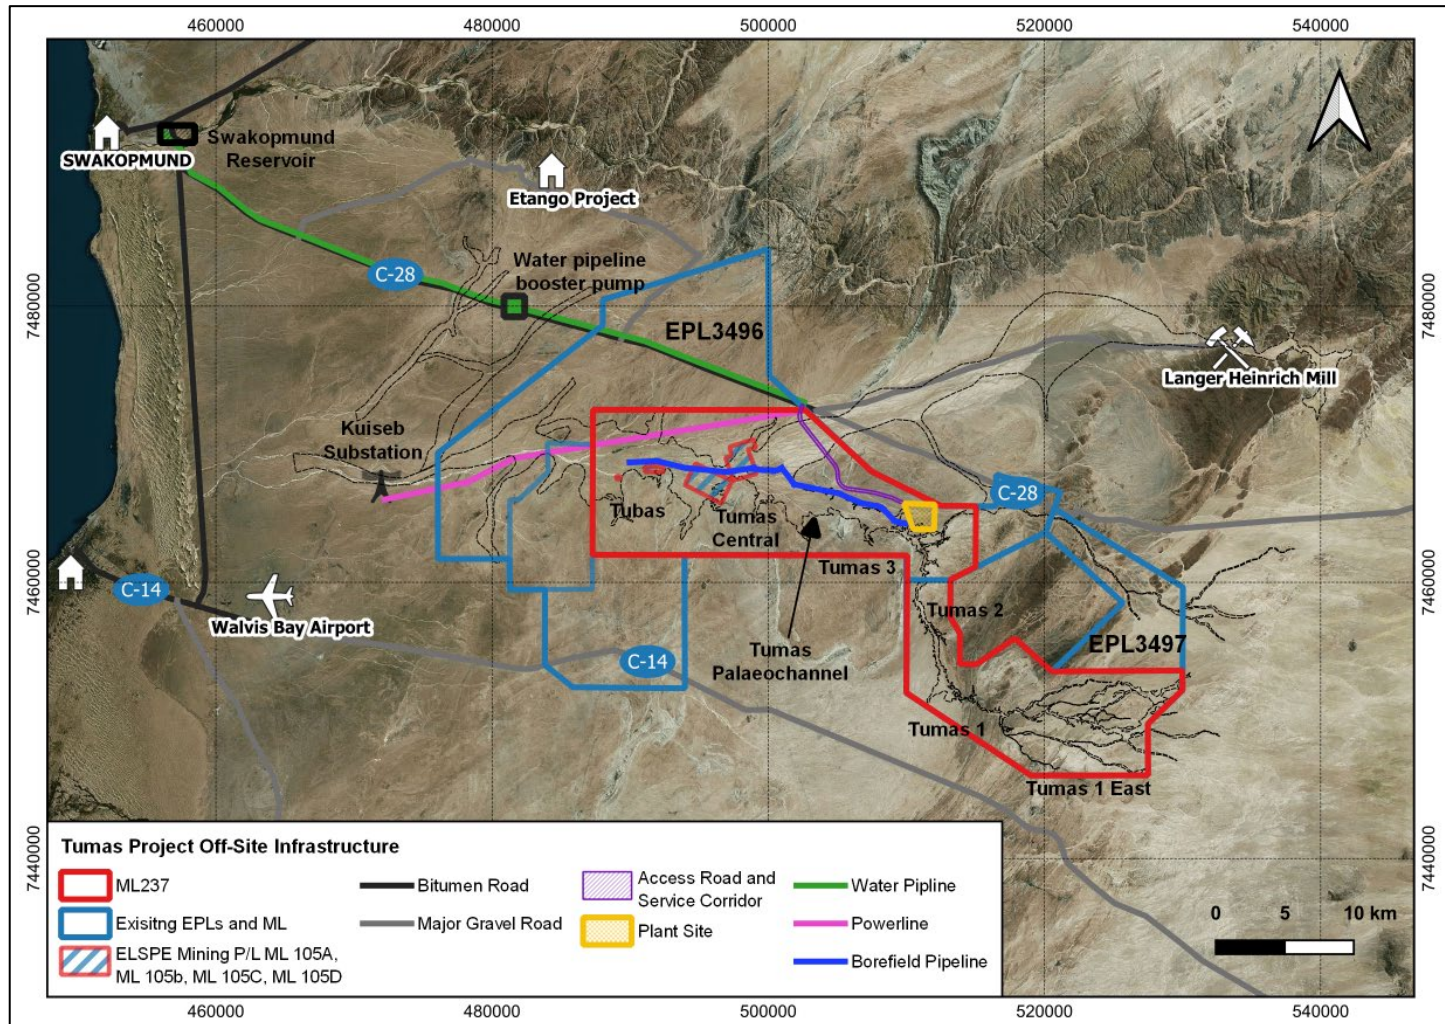 460000
480000
500000
520000
540000
SWAKOPMUND
Swakopmund
Reservoir
Etango Project
C-28
Water pipeline
booster pump
7480000
7480000
EPL3496
Langer Heinrich Mill
Kuiseb
Substation
Tubas
Tumas
Central
C-28
7460000
7460000
Tumas 3
C-14
Walvis Bay Airport
Tumas 2
Tumas
Palaeochannel
C-14
EPL3497
Tumas 1
Tumas 1 East
7440000
7440000
Tumas Project Off-Site Infrastructure
ML237
Exisitng EPLs and ML
ELSPE Mining P/L ML 105A,
ML 105b, ML 105C, ML 105D
Bitumen Road
Major Gravel Road
Access Road and
Service Corridor
Plant Site
Water Pipline
Powerline
Borefield Pipeline
0 5 10 km
460000
480000
500000
520000
540000